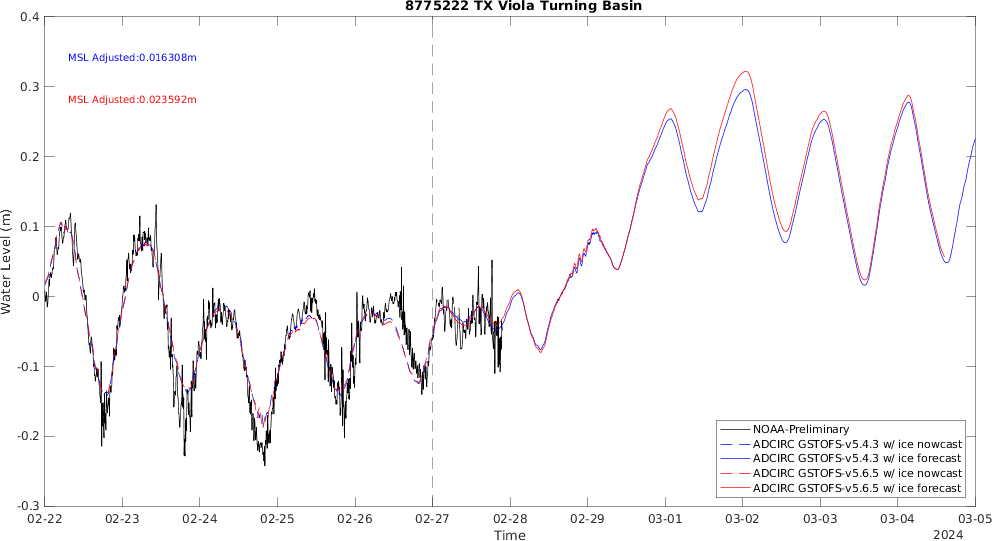 8775222 TX Viola Turning Basin
MSL Adjusted:0.016308m
MSL Adjusted:0.023592m
Water Level (m)
0.4
0.3
0.2
0.1
0
-0.1
-0.2
-0.3
NOAA-Preliminary
ADCIRC GSTOFS-v5.4.3 w/ ice nowcast
ADCIRC GSTOFS-v5.4.3 w/ ice forecast
ADCIRC GSTOFS-v5.6.5 w/ ice nowcast
ADCIRC GSTOFS-v5.6.5 w/ ice forecast
02-22 02-23 02-24 02-25 02-26 02-27 02-28 02-29 03-01 03-02 03-03 03-04 03-05
Time
2024